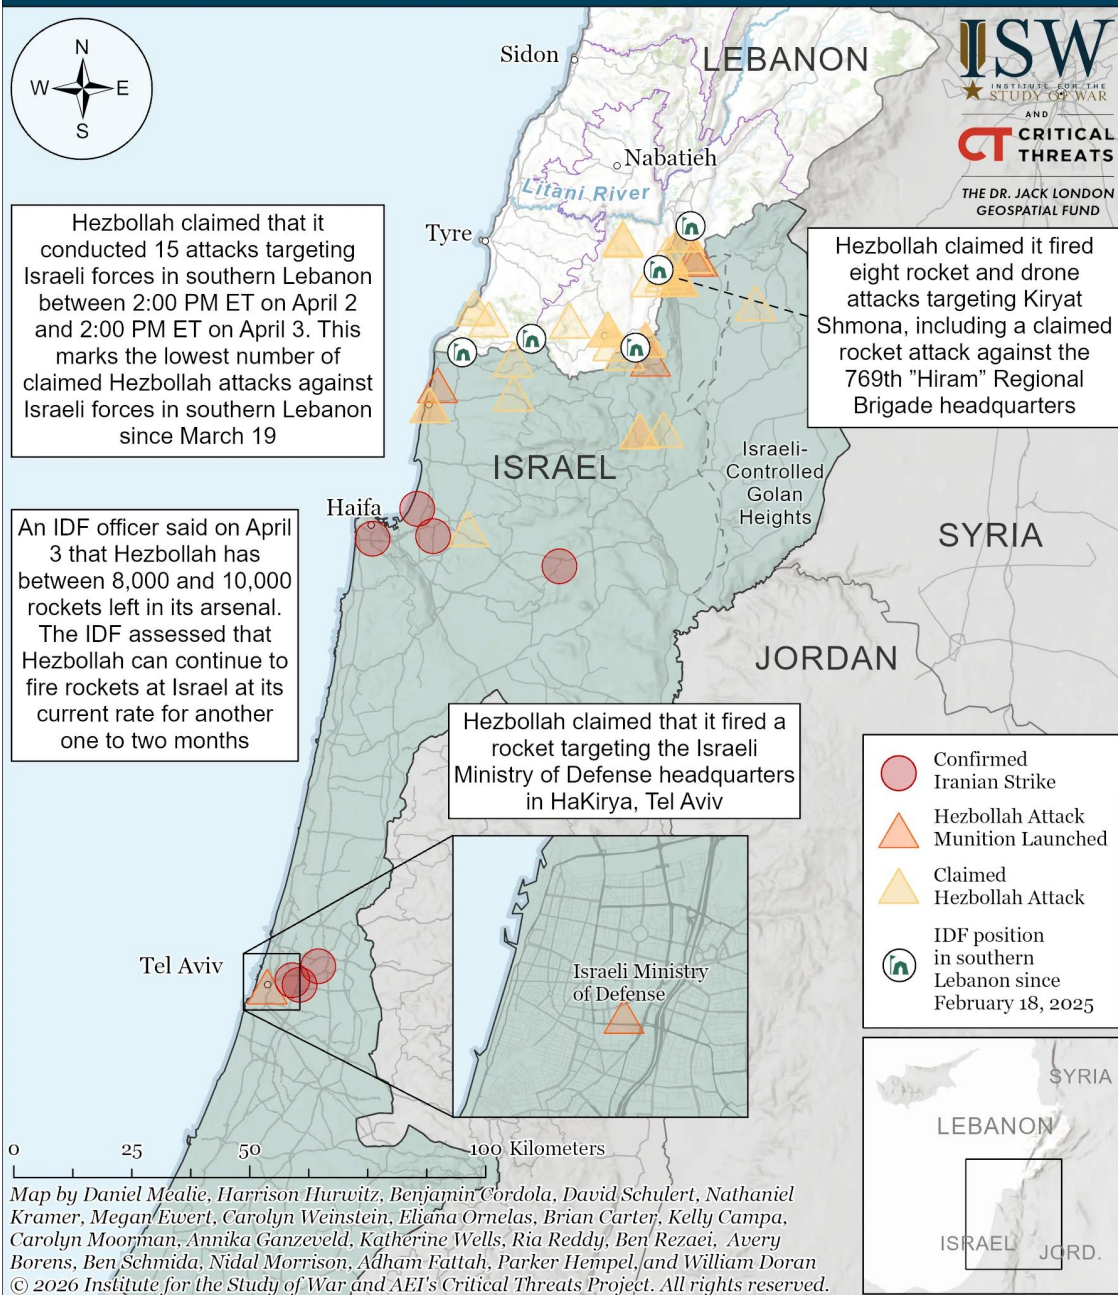 N
W
E
S
Sidon
LEBANON
ISW
INSTITUTE FOR THE
STUDY OF WAR
AND
CT CRITICAL
THREATS
THE DR. JACK LONDON
GEOSPATIAL FUND
Nabatieh
Litani River
Tyre
Hezbollah claimed that it
conducted 15 attacks targeting
Israeli forces in southern Lebanon
between 2:00 PM ET on April 2
and 2:00 PM ET on April 3. This
marks the lowest number of
claimed Hezbollah attacks against
Israeli forces in southern Lebanon
since March 19
Hezbollah claimed it fired
eight rocket and drone
attacks targeting Kiryat
Shmona, including a claimed
rocket attack against the
769th "Hiram" Regional
Brigade headquarters
ISRAEL
Israeli-
Controlled
Golan
Heights
Haifa
SYRIA
An IDF officer said on April
3 that Hezbollah has
between 8,000 and 10,000
rockets left in its arsenal.
The IDF assessed that
Hezbollah can continue to
fire rockets at Israel at its
current rate for another
one to two months
JORDAN
Hezbollah claimed that it fired a
rocket targeting the Israeli
Ministry of Defense headquarters
in HaKirya, Tel Aviv
Confirmed
Iranian Strike
Hezbollah Attack
Munition Launched
Claimed
Hezbollah Attack
IDF position
in southern
Lebanon since
February 18, 2025
Tel Aviv
Israeli Ministry
of Defense
SYRIA
LEBANON
ISRAEL
JORD.
0 25 50 100 Kilometers
Map by Daniel Mealie, Harrison Hurwitz, Benjamin Cordola, David Schulert, Nathaniel
Kramer, Megan Ewert, Carolyn Weinstein, Eliana Ornelas, Brian Carter, Kelly Campa,
Carolyn Moorman, Annika Ganzeveld, Katherine Wells, Ria Reddy, Ben Rezaei, Avery
Borens, Ben Schmida, Nidal Morrison, Adham Fattah, Parker Hempel, and William Doran
© 2026 Institute for the Study of War and AEI's Critical Threats Project. All rights reserved.